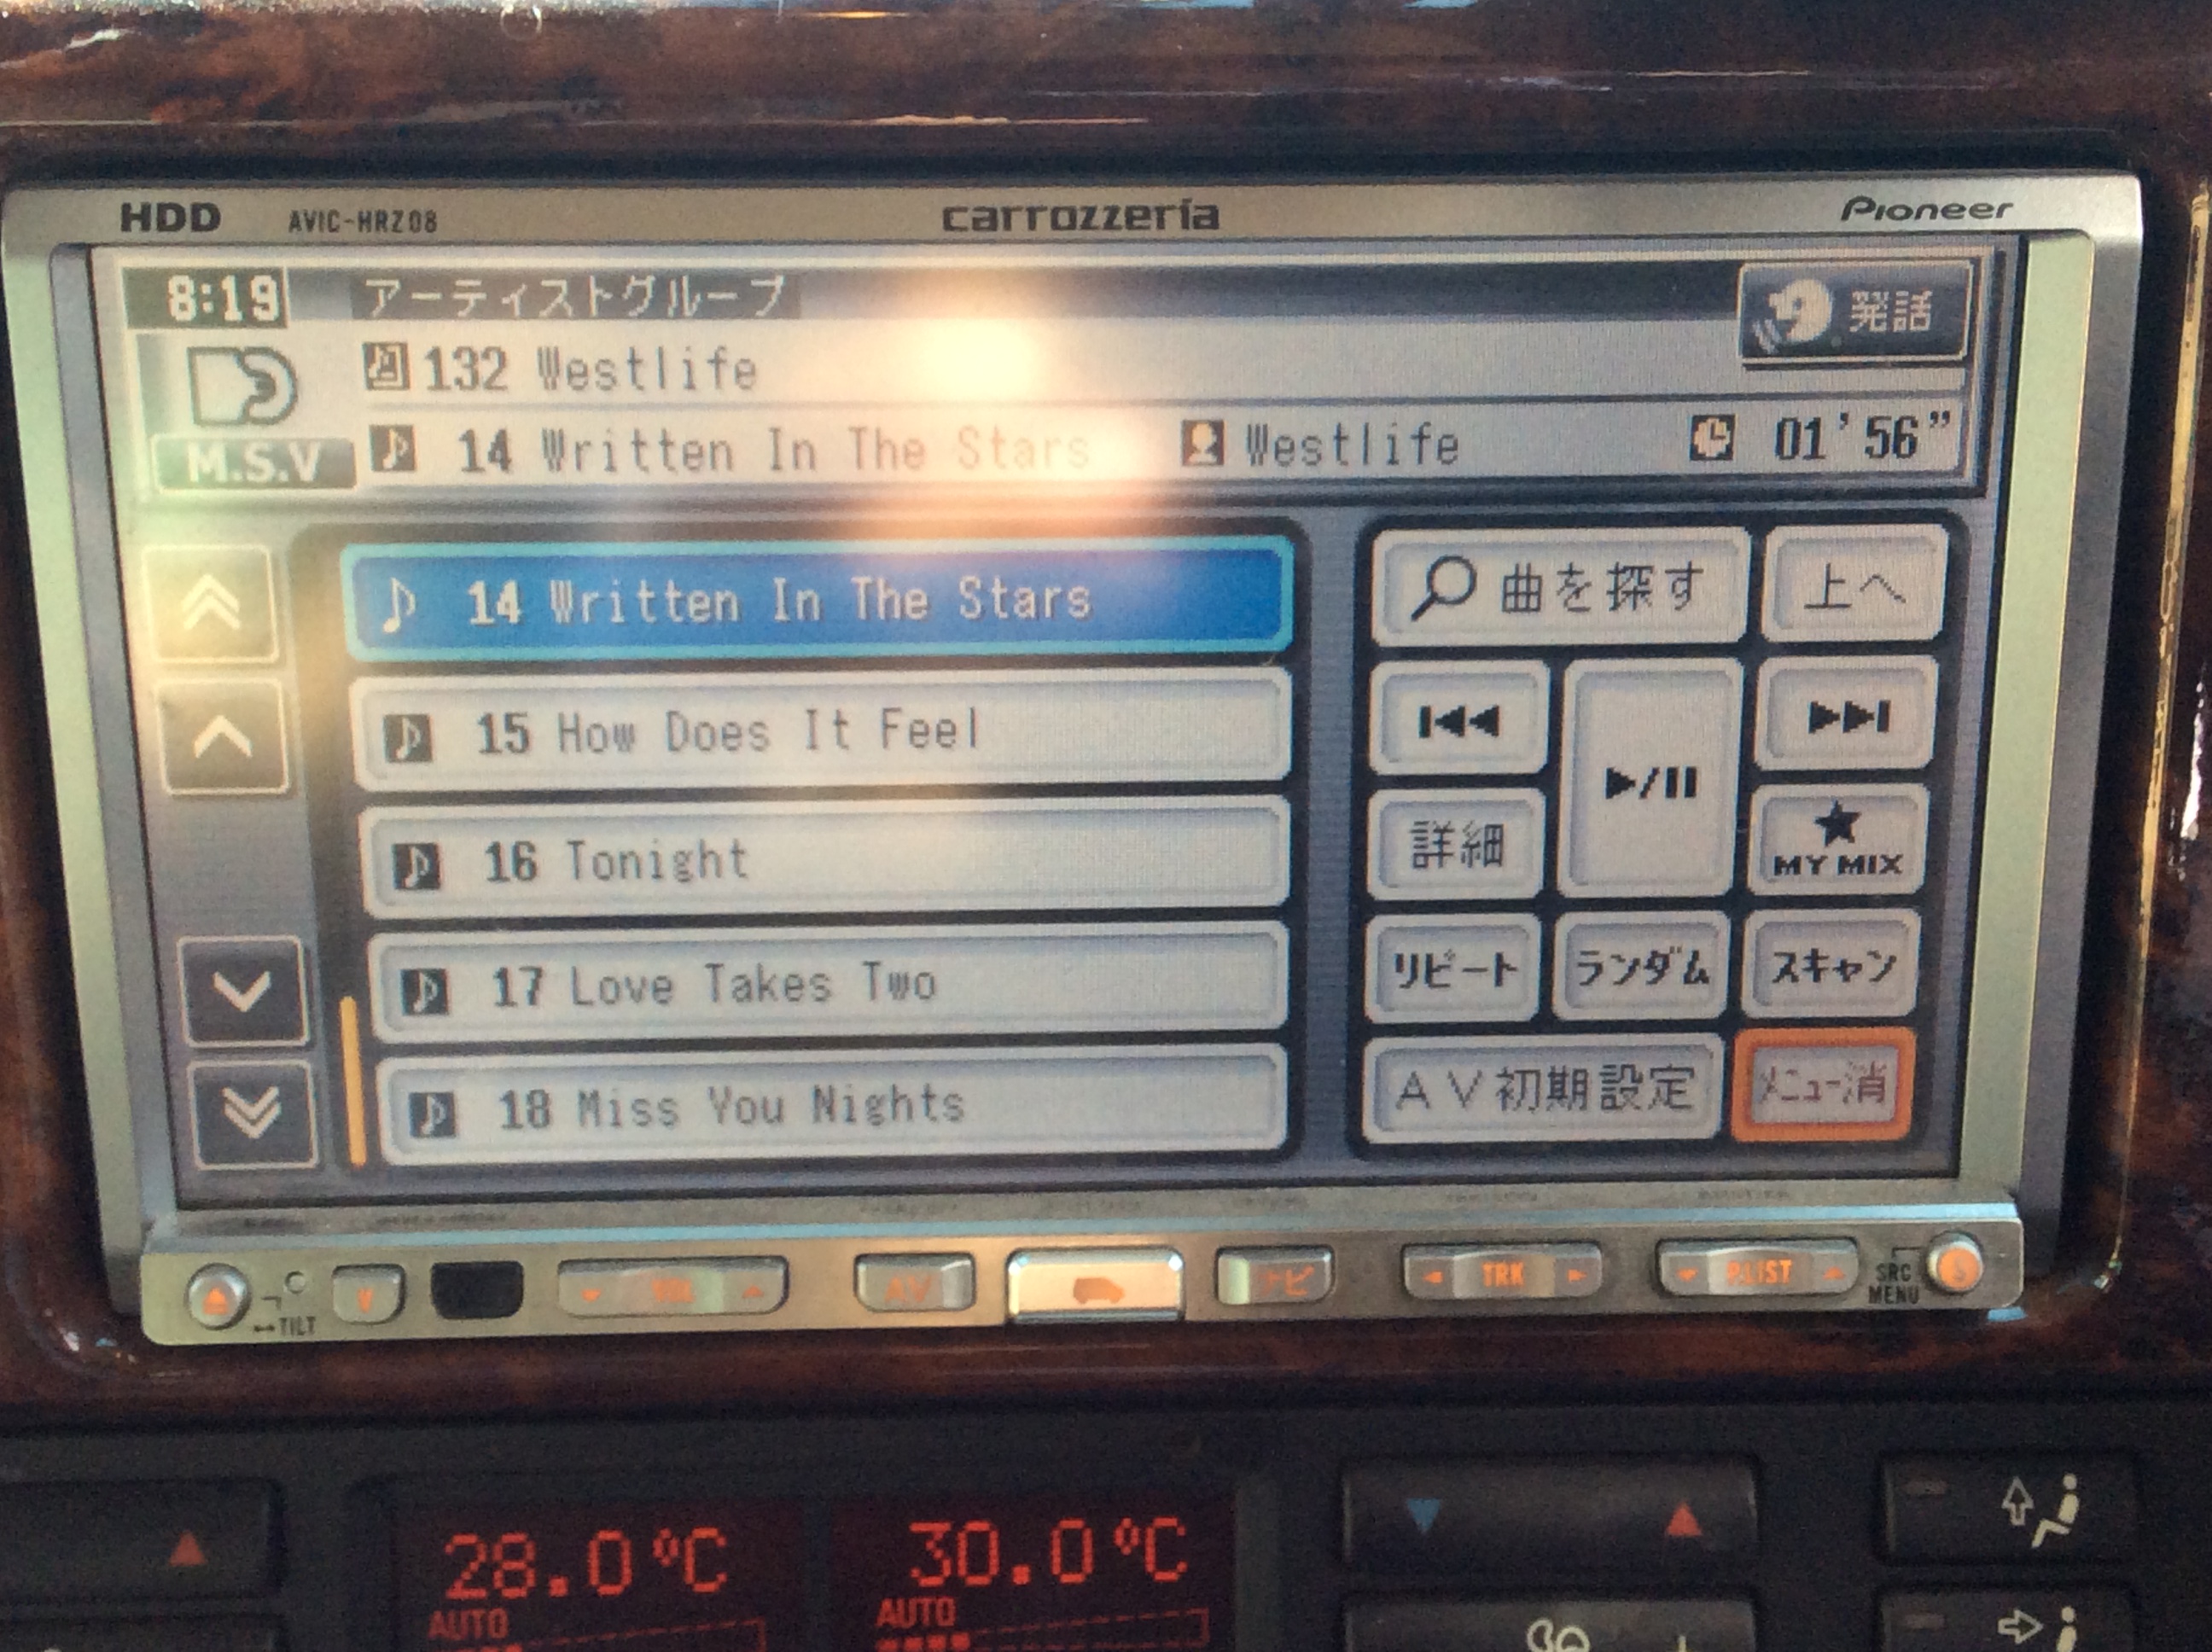 HDD AVIC-HRZ08 carrozzeria Pioneer
8:19 アーティストグループ 発話
132 Westlife
M.S.V 14 Written In The Stars Westlife 01'56"
14 Written In The Stars
15 How Does It Feel
16 Tonight
17 Love Takes Two
18 Miss You Nights
曲を探す 上へ
詳細 ★ MY MIX
リピート ランダム スキャン
AV初期設定 メニュー消
TILT V VOL AV ナビ TRK P.LIST SRC MENU
28.0°C 30.0°C
AUTO AUTO